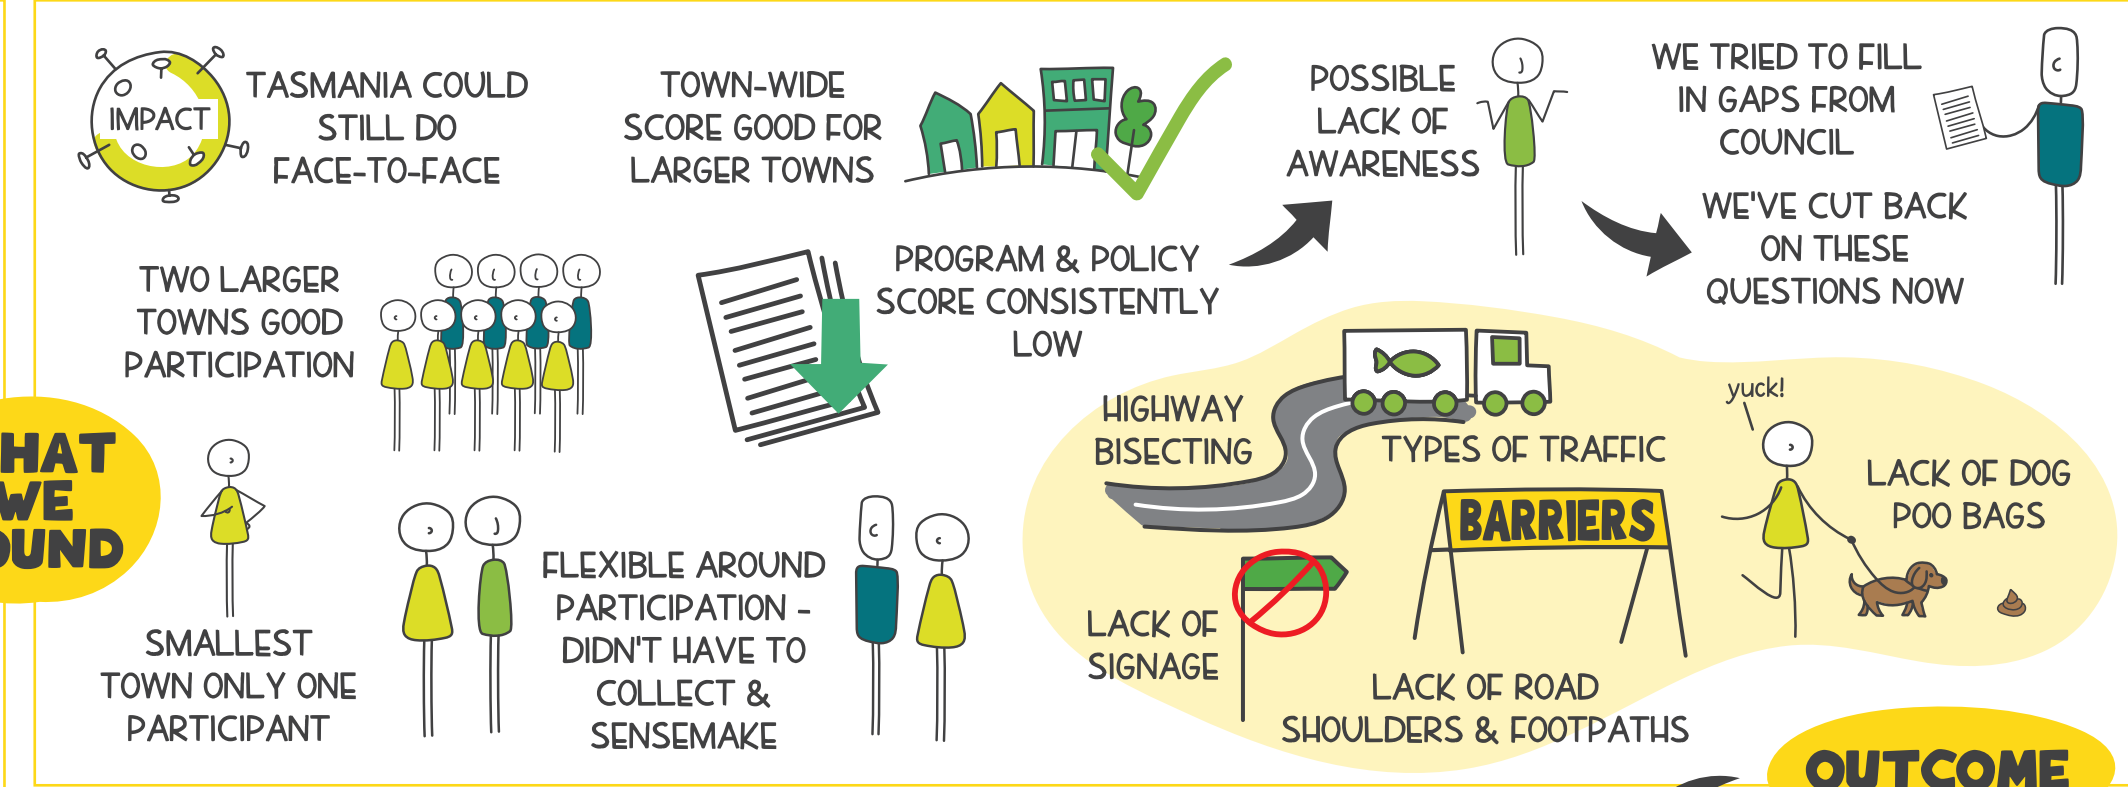 IMPACT
TASMANIA COULD
STILL DO
FACE-TO-FACE
TOWN-WIDE
SCORE GOOD FOR
LARGER TOWNS
POSSIBLE
LACK OF
AWARENESS
WE TRIED TO FILL
IN GAPS FROM
COUNCIL
WE'VE CUT BACK
ON THESE
QUESTIONS NOW
TWO LARGER
TOWNS GOOD
PARTICIPATION
PROGRAM & POLICY
SCORE CONSISTENTLY
LOW
HAT
WE
OUND
SMALLEST
TOWN ONLY ONE
PARTICIPANT
FLEXIBLE AROUND
PARTICIPATION -
DIDN'T HAVE TO
COLLECT &
SENSEMAKE
HIGHWAY
BISECTING
TYPES OF TRAFFIC
BARRIERS
yuck!
LACK OF DOG
POO BAGS
LACK OF
SIGNAGE
LACK OF ROAD
SHOULDERS & FOOTPATHS
OUTCOME